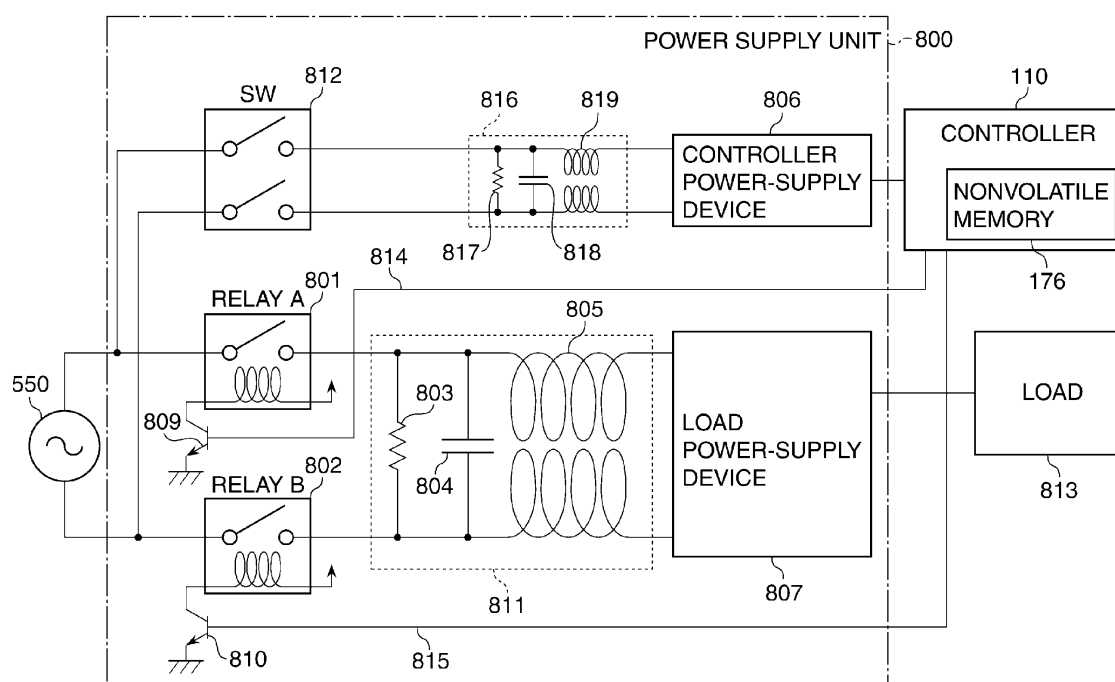 POWER SUPPLY UNIT
800
812
SW
816
819
806
110
CONTROLLER
CONTROLLER
POWER-SUPPLY
DEVICE
NONVOLATILE
MEMORY
817
818
814
176
RELAY A
801
805
550
803
809
LOAD
POWER-SUPPLY
DEVICE
LOAD
RELAY B
802
804
813
811
807
810
815